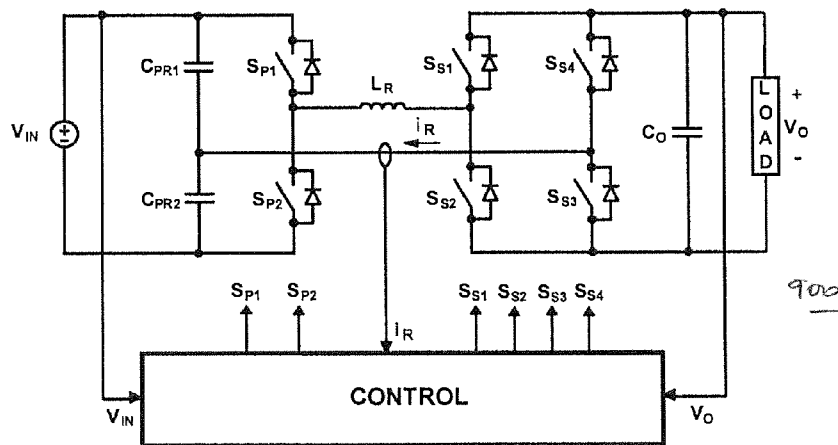 C_PR1
S_P1
L_R
S_S1
S_S4
V_IN
i_R
C_O
LOAD
+
V_O
-
C_PR2
S_P2
S_S2
S_S3
S_P1 S_P2 S_S1 S_S2 S_S3 S_S4
i_R
CONTROL
V_IN
V_O